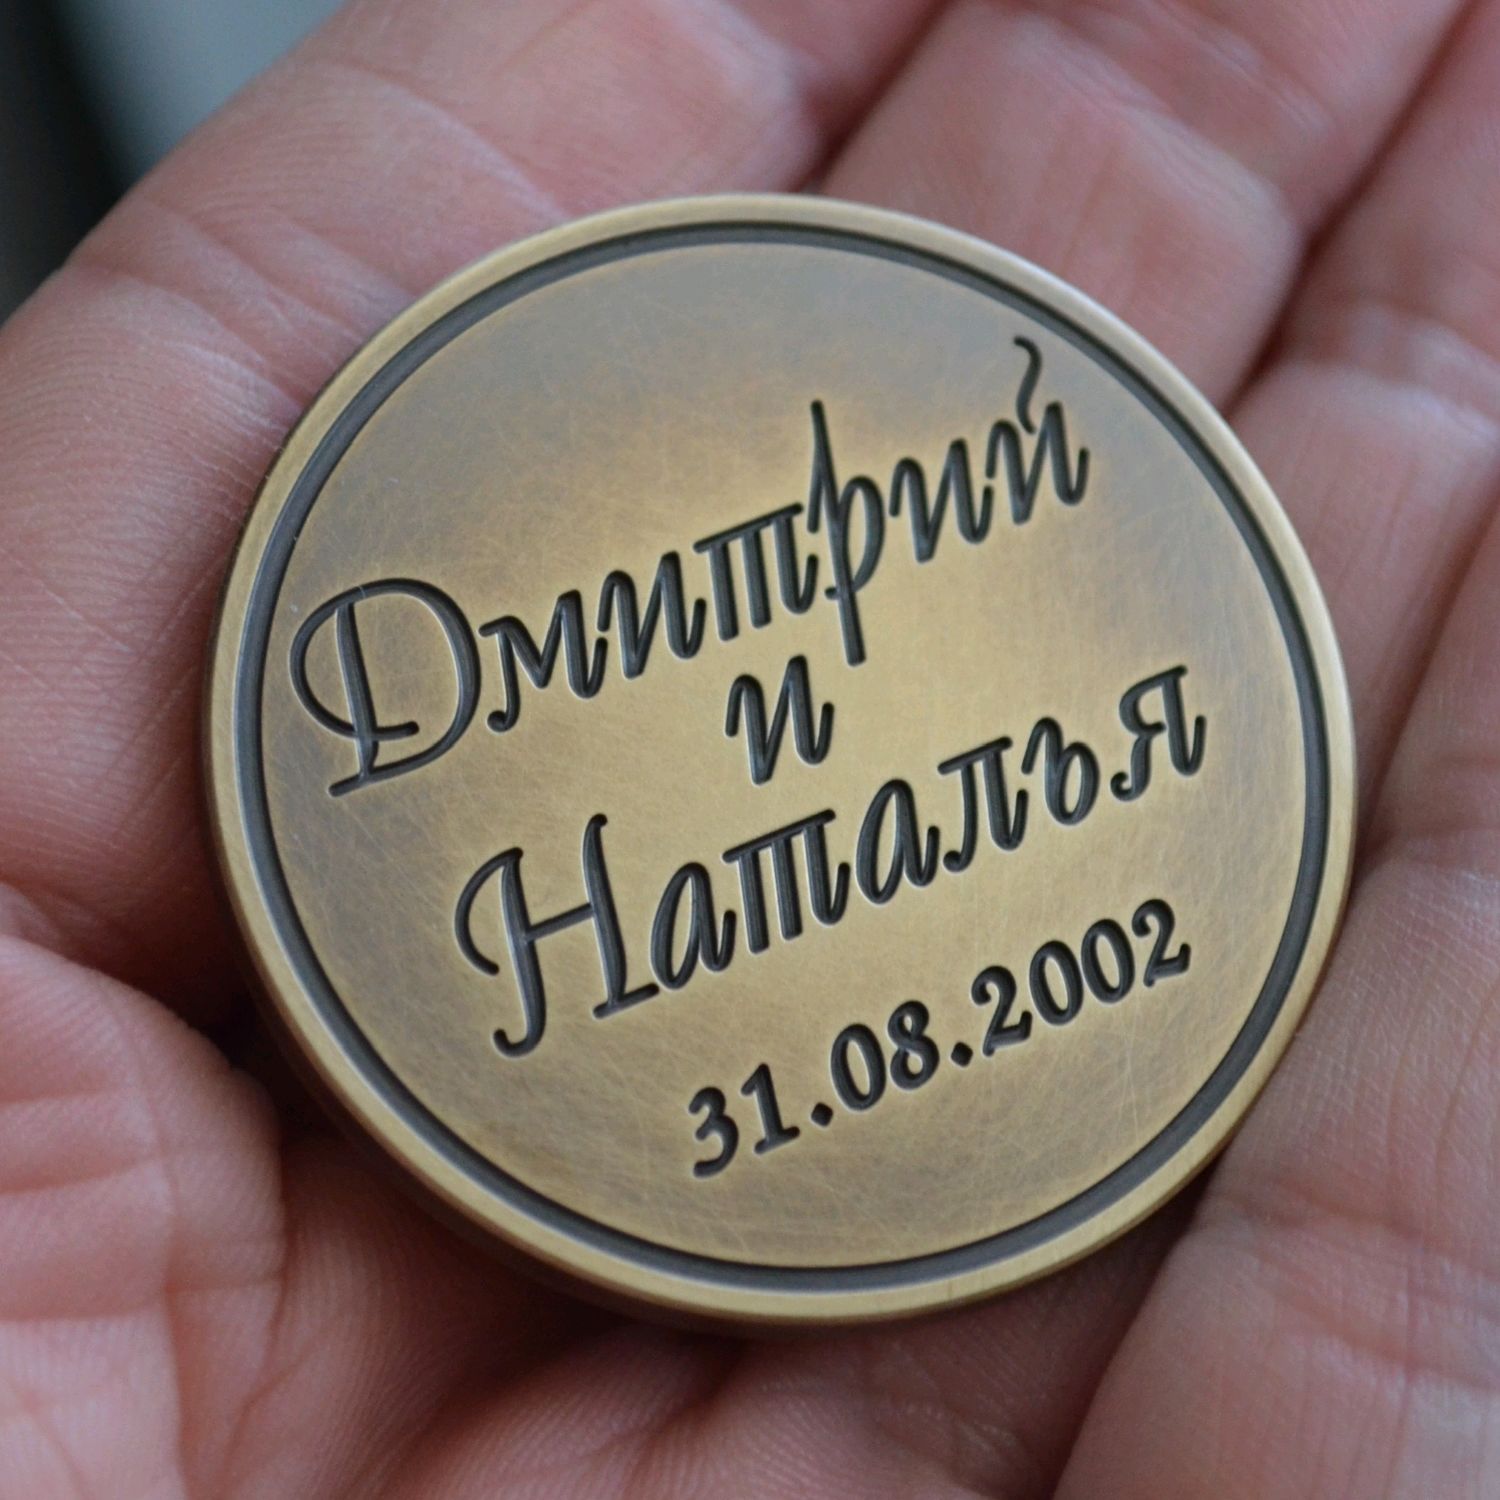 Дмитрий
и
Наталья
31.08.2002